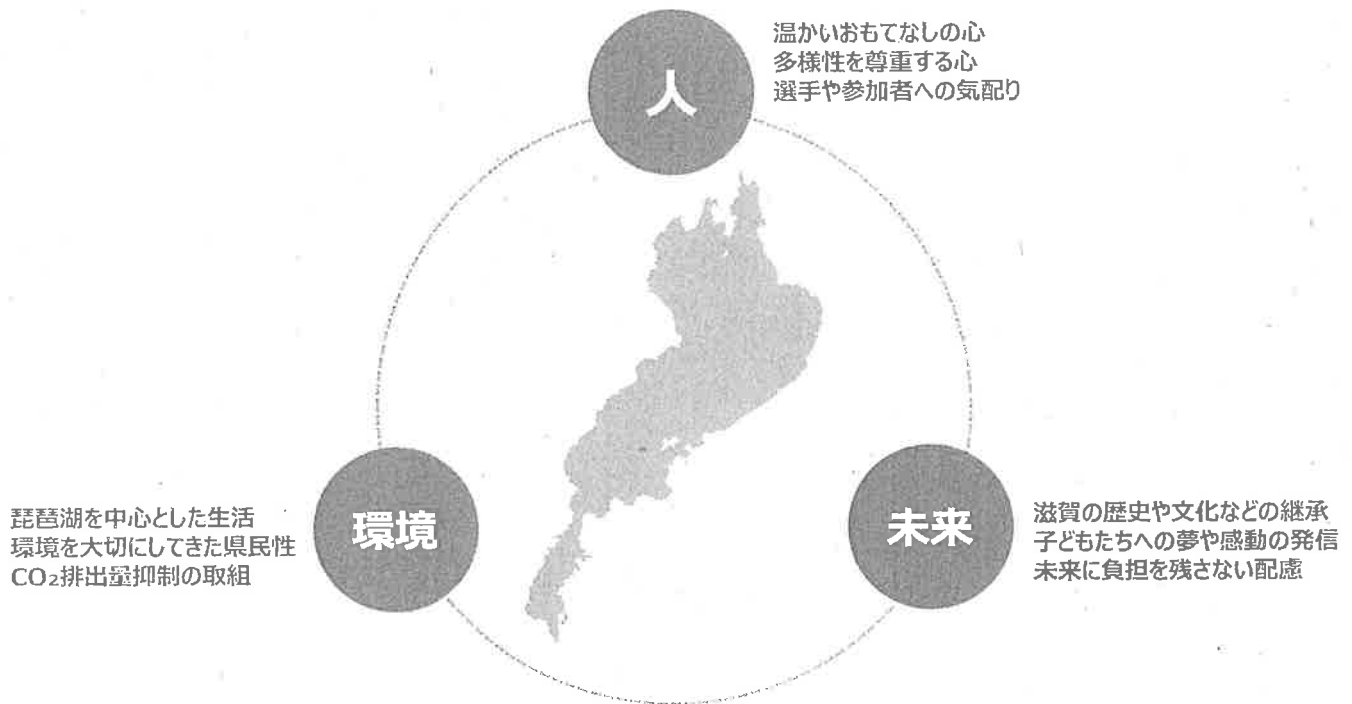 人
温かいおもてなしの心
多様性を尊重する心
選手や参加者への気配り
環境
琵琶湖を中心とした生活
環境を大切にしてきた県民性
CO₂排出量抑制の取組
未来
滋賀の歴史や文化などの継承
子どもたちへの夢や感動の発信
未来に負担を残さない配慮